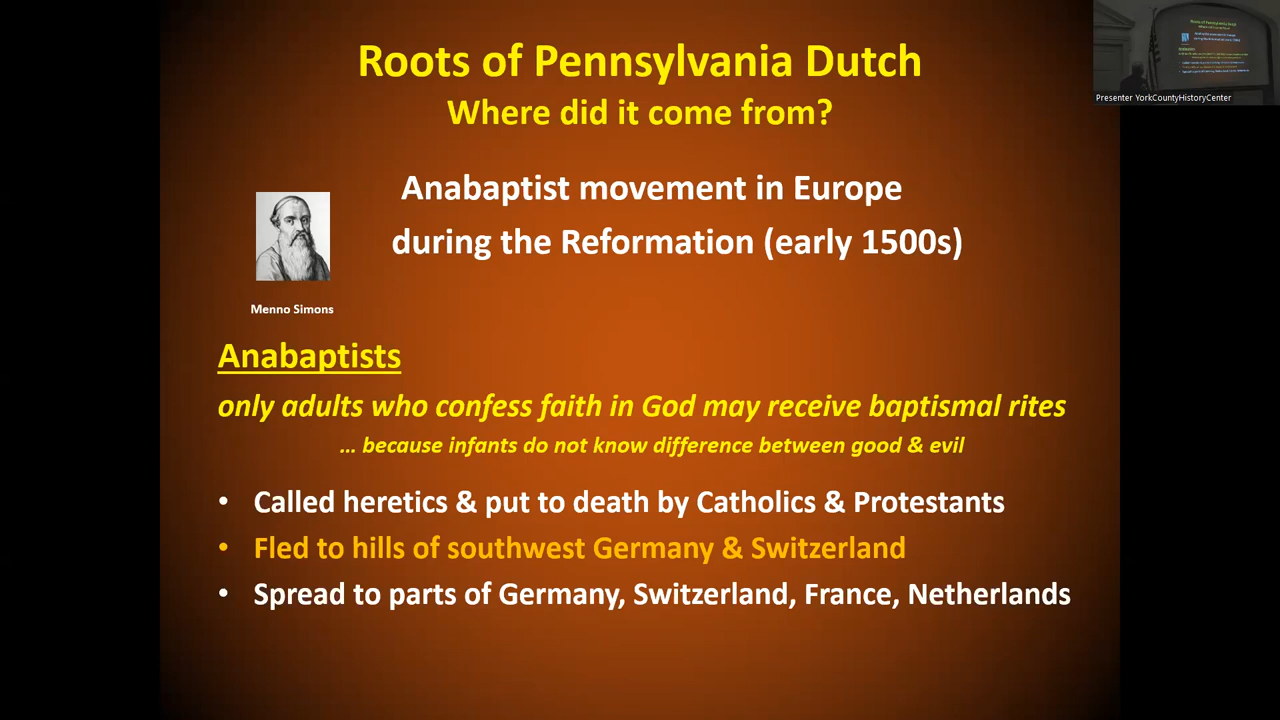 Roots of Pennsylvania Dutch
Where did it come from?
Presenter YorkCountyHistoryCenter
Anabaptist movement in Europe
during the Reformation (early 1500s)
Menno Simons
Anabaptists
only adults who confess faith in God may receive baptismal rites
... because infants do not know difference between good & evil
• Called heretics & put to death by Catholics & Protestants
• Fled to hills of southwest Germany & Switzerland
• Spread to parts of Germany, Switzerland, France, Netherlands